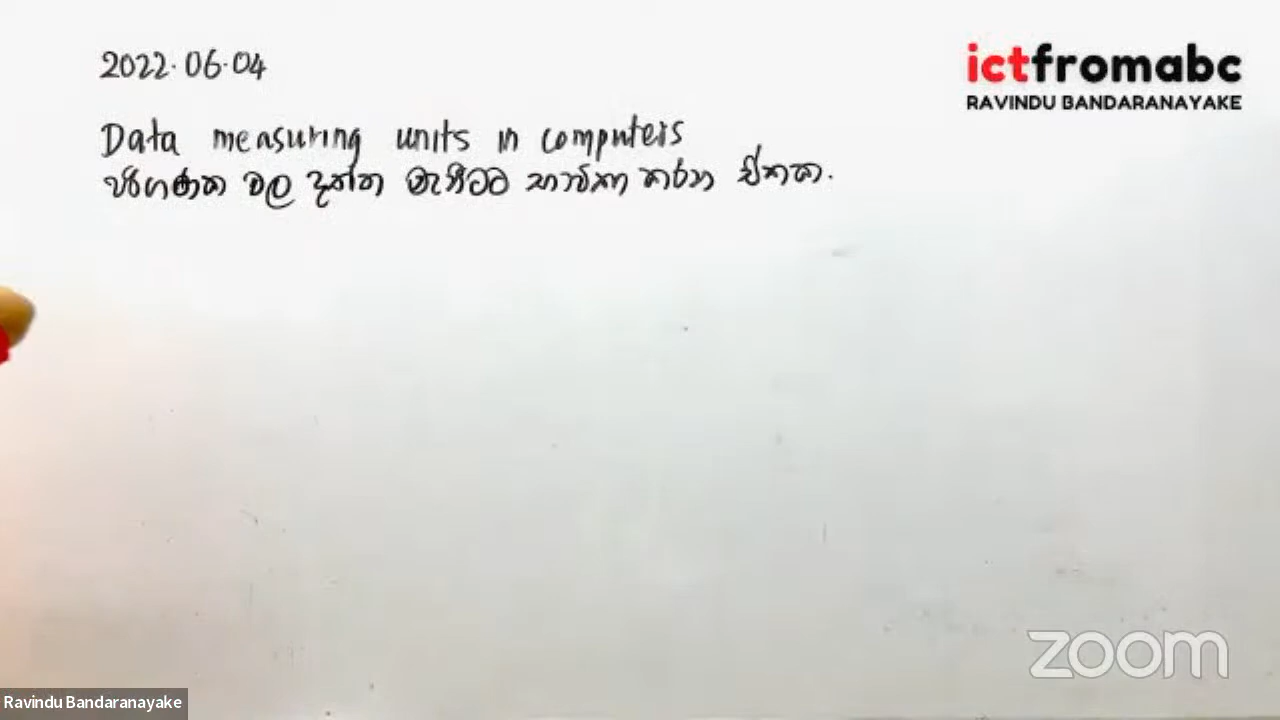 2022.06.04
ictfromabc
RAVINDU BANDARANAYAKE
Data measuring units in computers
පරිගණක වල දත්ත මැනීමට භාවිතා කරන ඒකක.
zoom
Ravindu Bandaranayake